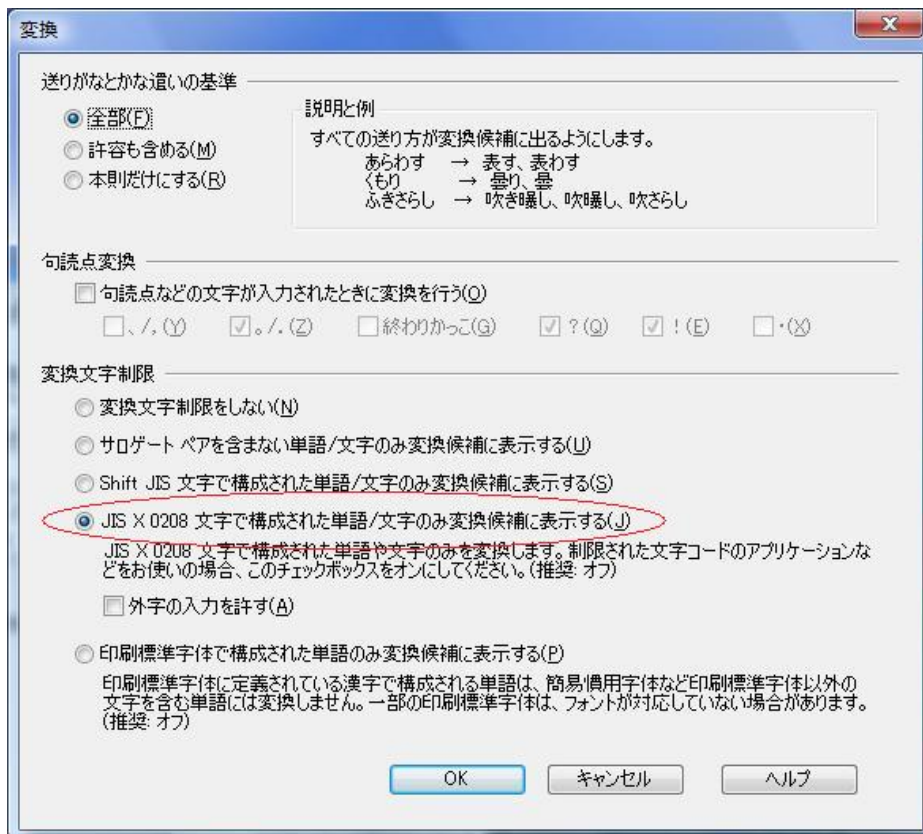 変換
送りがなとかな遣いの基準
全部(F)
許容も含める(M)
本則だけにする(R)
説明と例
すべての送り方が変換候補に出るようにします。
あらわす → 表す、表わす
くもり → 曇り、曇
ふきさらし → 吹き曝し、吹曝し、吹さらし
句読点変換
句読点などの文字が入力されたときに変換を行う(O)
、/,(Y) 。/.(Z) 終わりかっこ(G) ?(Q) !(E) ・(X)
変換文字制限
変換文字制限をしない(N)
サロゲート ペアを含まない単語/文字のみ変換候補に表示する(U)
Shift JIS 文字で構成された単語/文字のみ変換候補に表示する(S)
JIS X 0208 文字で構成された単語/文字のみ変換候補に表示する(J)
JIS X 0208 文字で構成された単語や文字のみを変換します。制限された文字コードのアプリケーションな
どをお使いの場合、このチェックボックスをオンにしてください。(推奨: オフ)
外字の入力を許す(A)
印刷標準字体で構成された単語のみ変換候補に表示する(P)
印刷標準字体に定義されている漢字で構成される単語は、簡易慣用字体など印刷標準字体以外の
文字を含む単語には変換しません。一部の印刷標準字体は、フォントが対応していない場合があります。
(推奨: オフ)
OK キャンセル ヘルプ